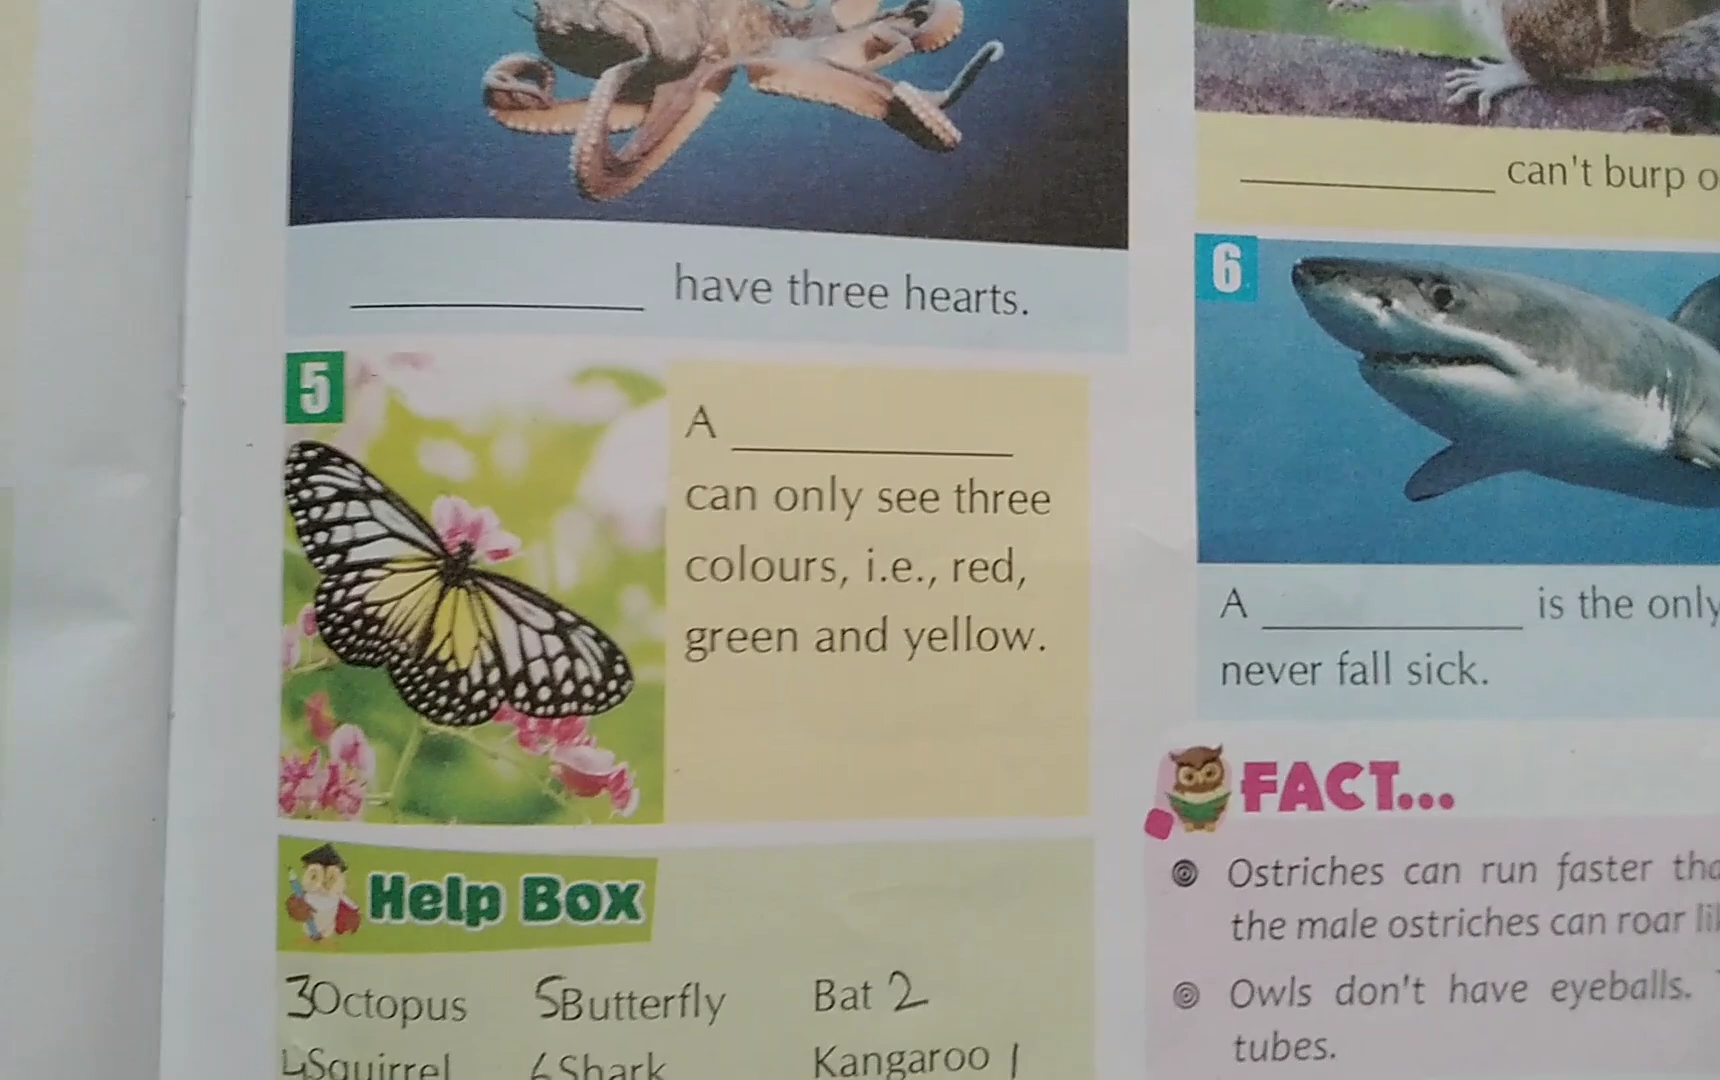 have three hearts.
can't burp
5
A
can only see three
colours, i.e., red,
green and yellow.
6
A is the only
never fall sick.
Help Box
3Octopus 5Butterfly Bat 2
4Squirrel 6Shark Kangaroo 1
FACT...
Ostriches can run faster
the male ostriches can roar
Owls don't have eyeballs.
tubes.